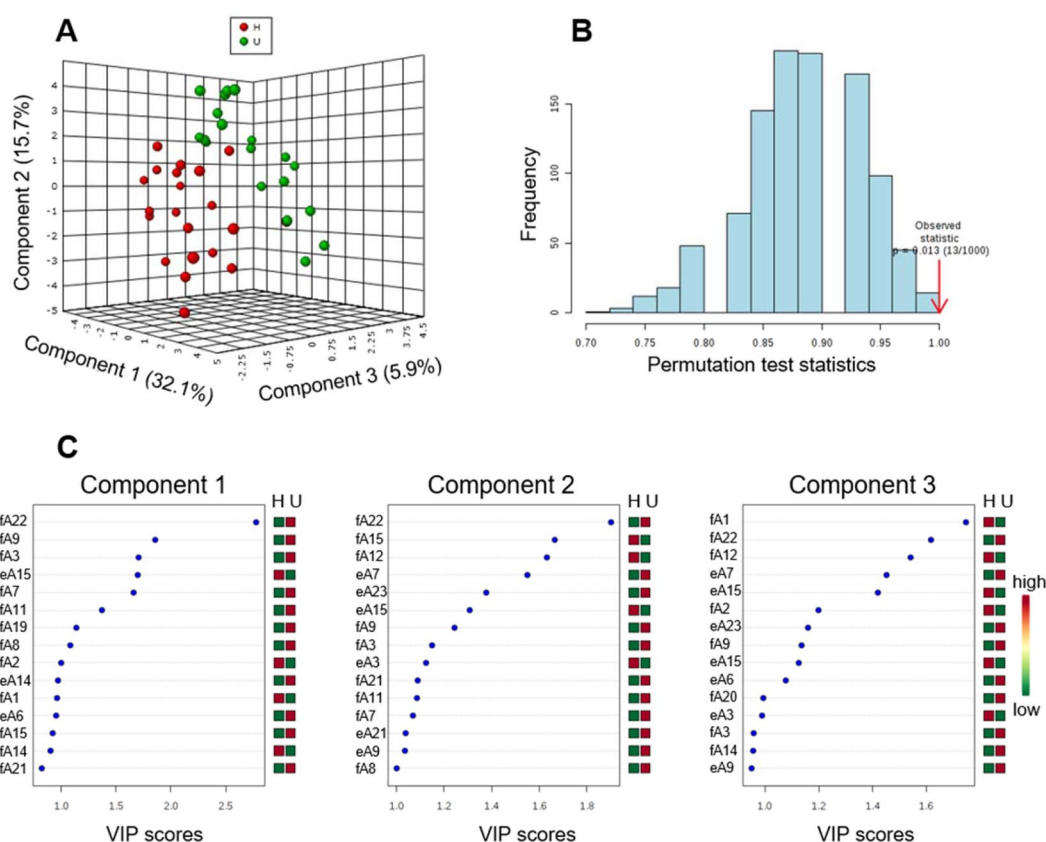 A
H
U
Component 2 (15.7%)
4
3
2
1
0
-1
-2
-3
-4
-5
-4
-3
-2
-1
0
1
2
3
4
5
Component 1 (32.1%)
-2.25
-1.5
-0.75
0
0.75
1.5
2.25
3
3.75
4.5
Component 3 (5.9%)
B
Frequency
150
100
50
0
Observed
statistic
p = 0.013 (13/1000)
0.70 0.75 0.80 0.85 0.90 0.95 1.00
Permutation test statistics
C
Component 1
H U
fA22
fA9
fA3
eA15
fA7
fA11
fA19
fA8
fA2
eA14
fA1
eA6
fA15
fA14
fA21
1.0 1.5 2.0 2.5
VIP scores
Component 2
H U
fA22
fA15
fA12
eA7
eA23
eA15
fA9
fA3
eA3
fA21
fA11
fA7
eA21
eA9
fA8
1.0 1.2 1.4 1.6 1.8
VIP scores
Component 3
H U
fA1
fA22
fA12
eA7
eA15
fA2
eA23
fA9
eA15
eA6
fA20
eA3
fA3
fA14
eA9
1.0 1.2 1.4 1.6
VIP scores
high
low